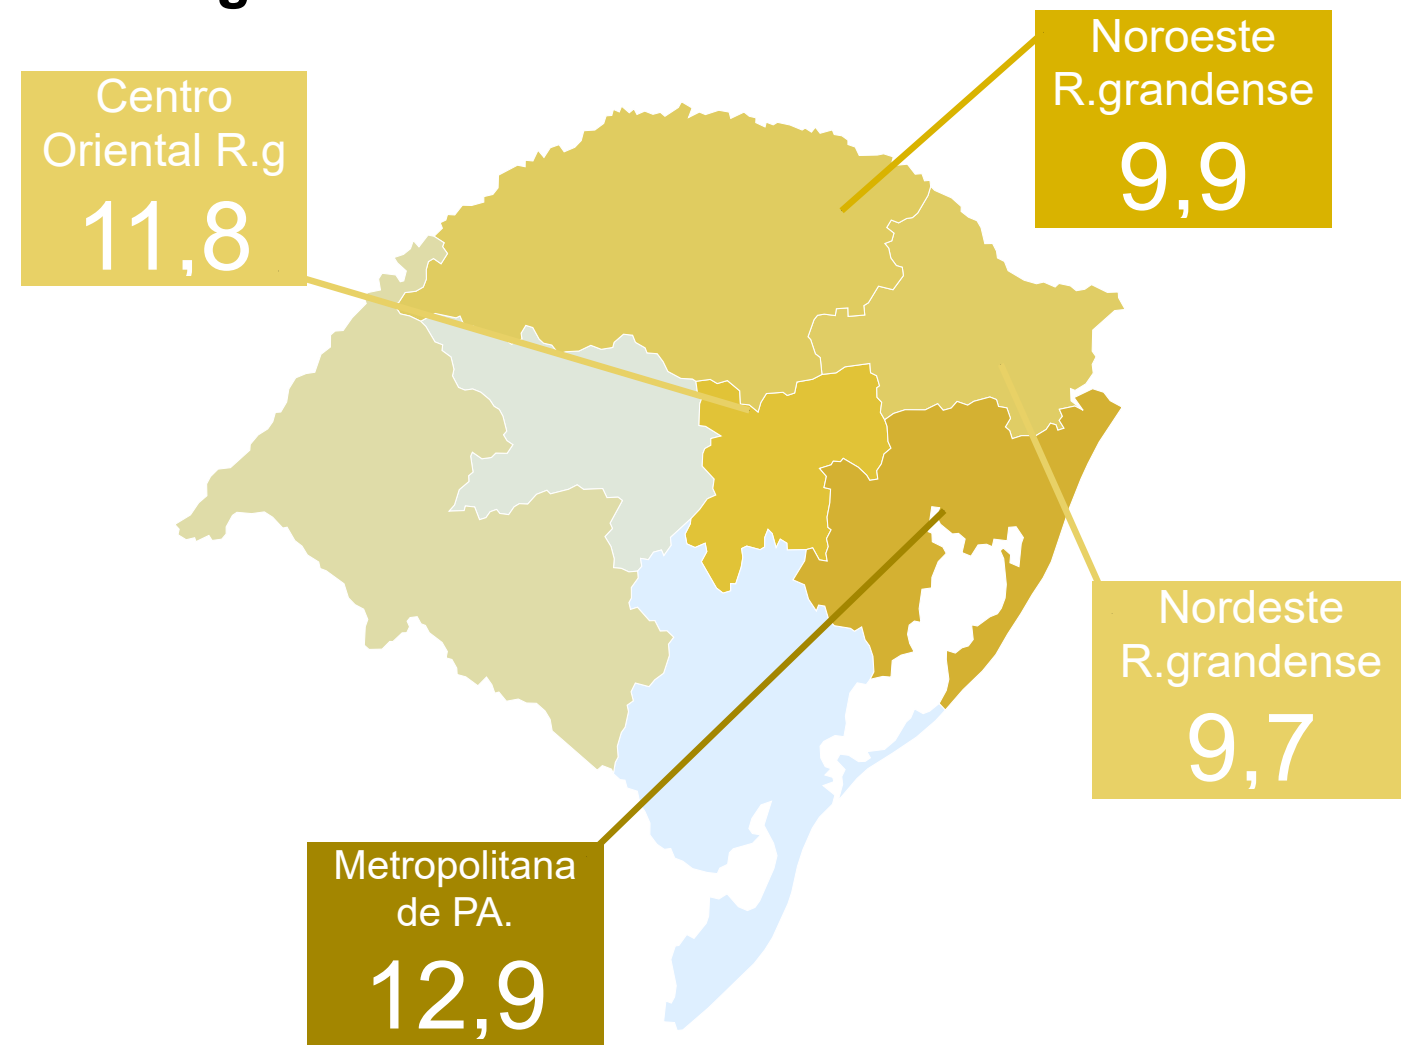 Noroeste
R.grandense
9,9
Centro
Oriental R.g
11,8
Nordeste
R.grandense
9,7
Metropolitana
de PA.
12,9